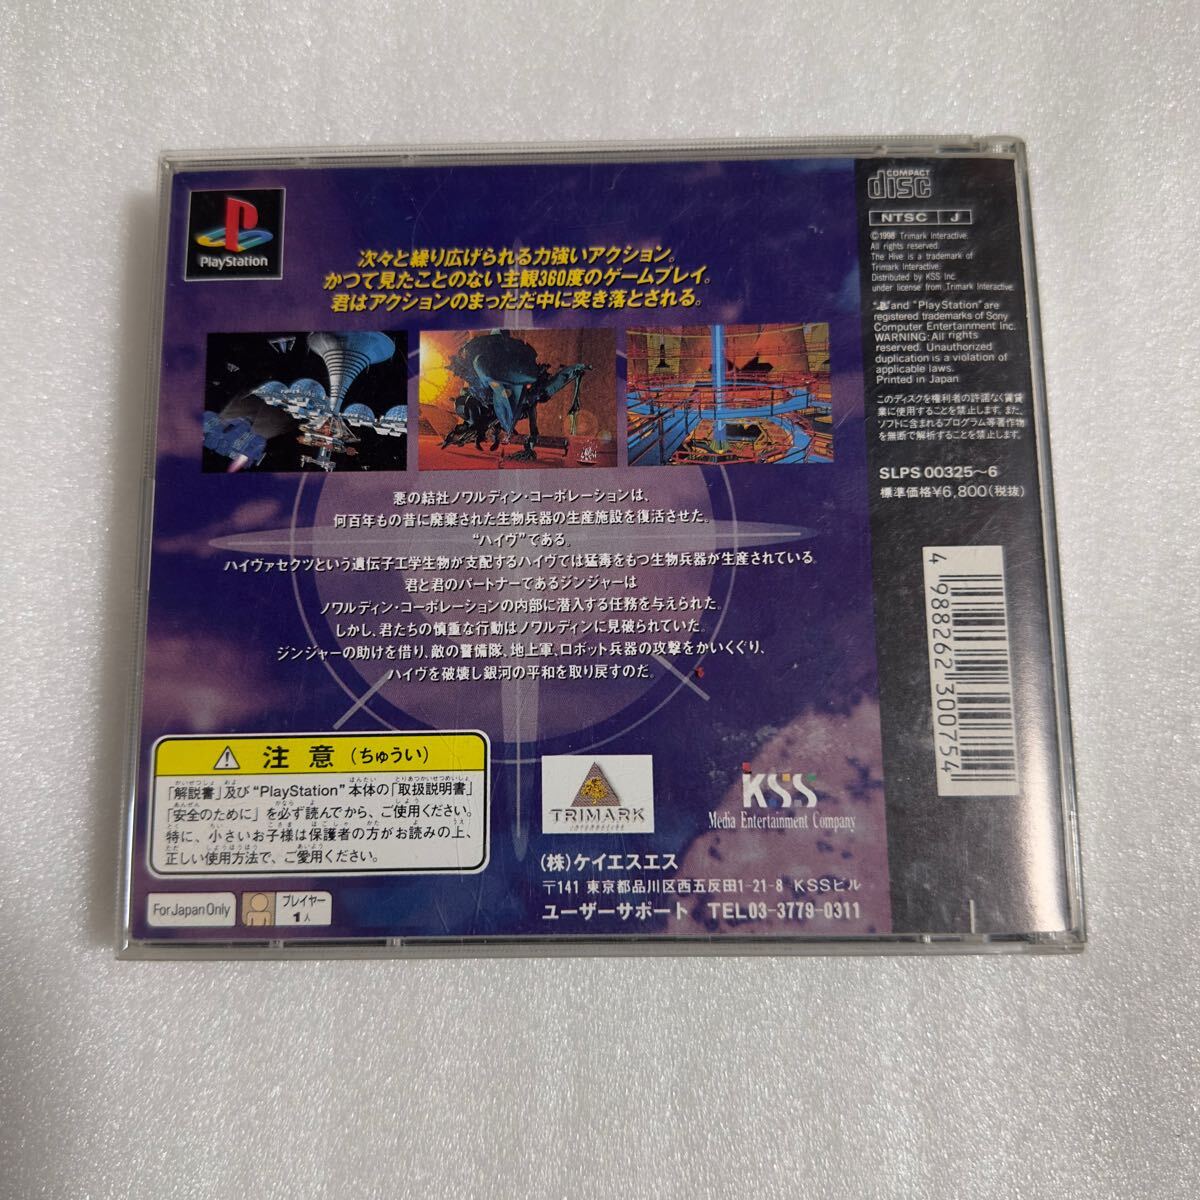 PlayStation
次々と繰り広げられる力強いアクション。
かつて見たことのない主観360度のゲームプレイ。
君はアクションのまっただ中に突き落とされる。
悪の結社ノワルディン・コーポレーションは、
何百年もの昔に廃棄された生物兵器の生産施設を復活させた。
“ハイヴ”である。
ハイヴァセクツという遺伝子工学生物が支配するハイヴでは猛毒をもつ生物兵器が生産されている。
君と君のパートナーであるジンジャーは
ノワルディン・コーポレーションの内部に潜入する任務を与えられた。
しかし、君たちの慎重な行動はノワルディンに見破られていた。
ジンジャーの助けを借り、敵の警備隊、地上軍、ロボット兵器の攻撃をかいくぐり、
ハイヴを破壊し銀河の平和を取り戻すのだ。
注意(ちゅうい)
「解説書」及び“PlayStation”本体の「取扱説明書」
「安全のために」を必ず読んでから、ご使用ください。
特に、小さいお子様は保護者の方がお読みの上、
正しい使用方法で、ご愛用ください。
For Japan Only
プレイヤー
1人
TRIMARK
INTERACTIVE
KSS
Media Entertainment Company
(株)ケイエスエス
〒141 東京都品川区西五反田1-21-8 KSSビル
ユーザーサポート TEL03-3779-0311
COMPACT
disc
NTSC J
©1998 Trimark Interactive.
All rights reserved.
The Hive is a trademark of
Trimark Interactive.
Distributed by KSS Inc.
under license from Trimark Interactive.
“ ”and “PlayStation” are
registered trademarks of Sony
Computer Entertainment Inc.
WARNING: All rights
reserved. Unauthorized
duplication is a violation of
applicable laws.
Printed in Japan
このディスクを権利者の許諾なく賃貸
業に使用することを禁止します。また、
ソフトに含まれるプログラム等著作物
を無断で解析することを禁止します。
SLPS 00325~6
標準価格¥6,800(税抜)
4 988262 300754